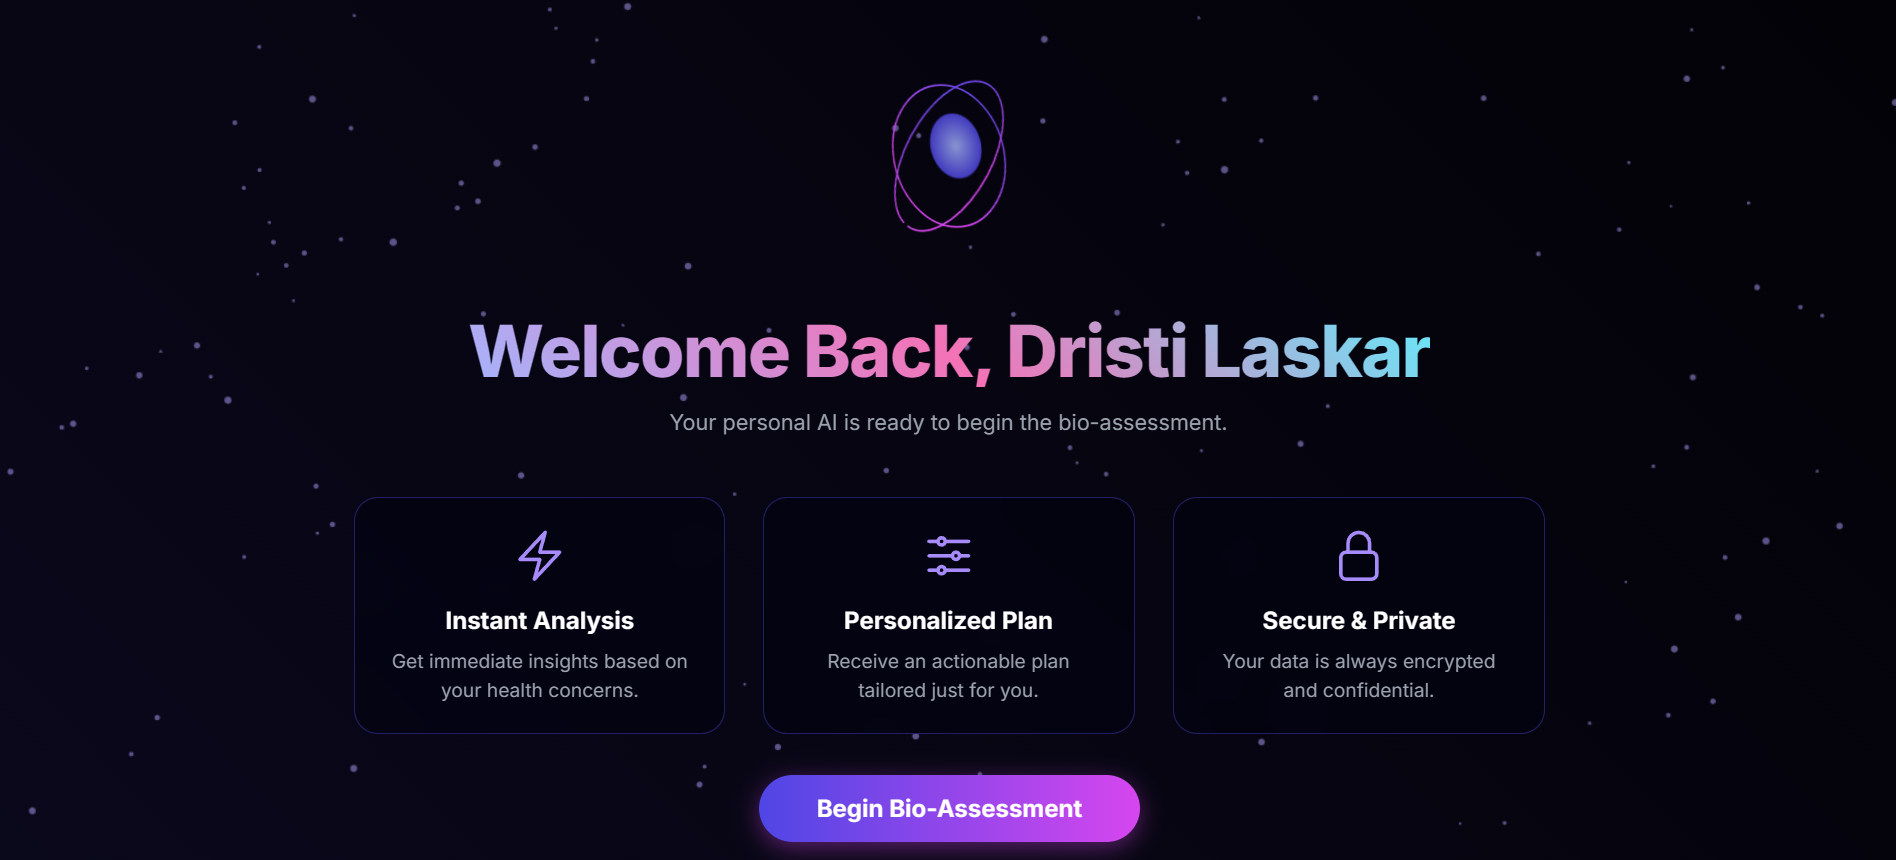 Welcome Back, Dristi Laskar
Your personal AI is ready to begin the bio-assessment.
Instant Analysis
Get immediate insights based on
your health concerns.
Personalized Plan
Receive an actionable plan
tailored just for you.
Secure & Private
Your data is always encrypted
and confidential.
Begin Bio-Assessment